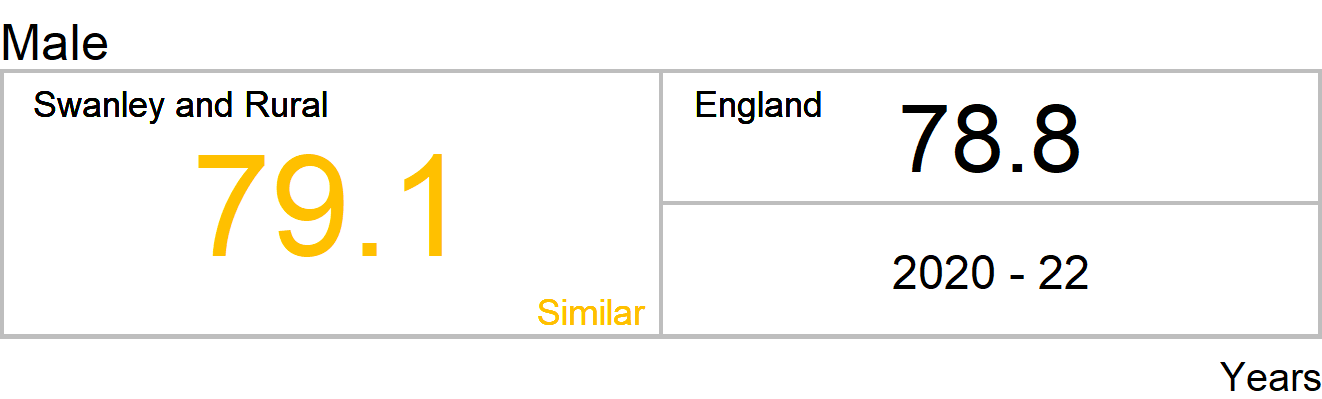 Male
Swanley and Rural
79.1
Similar
England
78.8
2020 - 22
Years